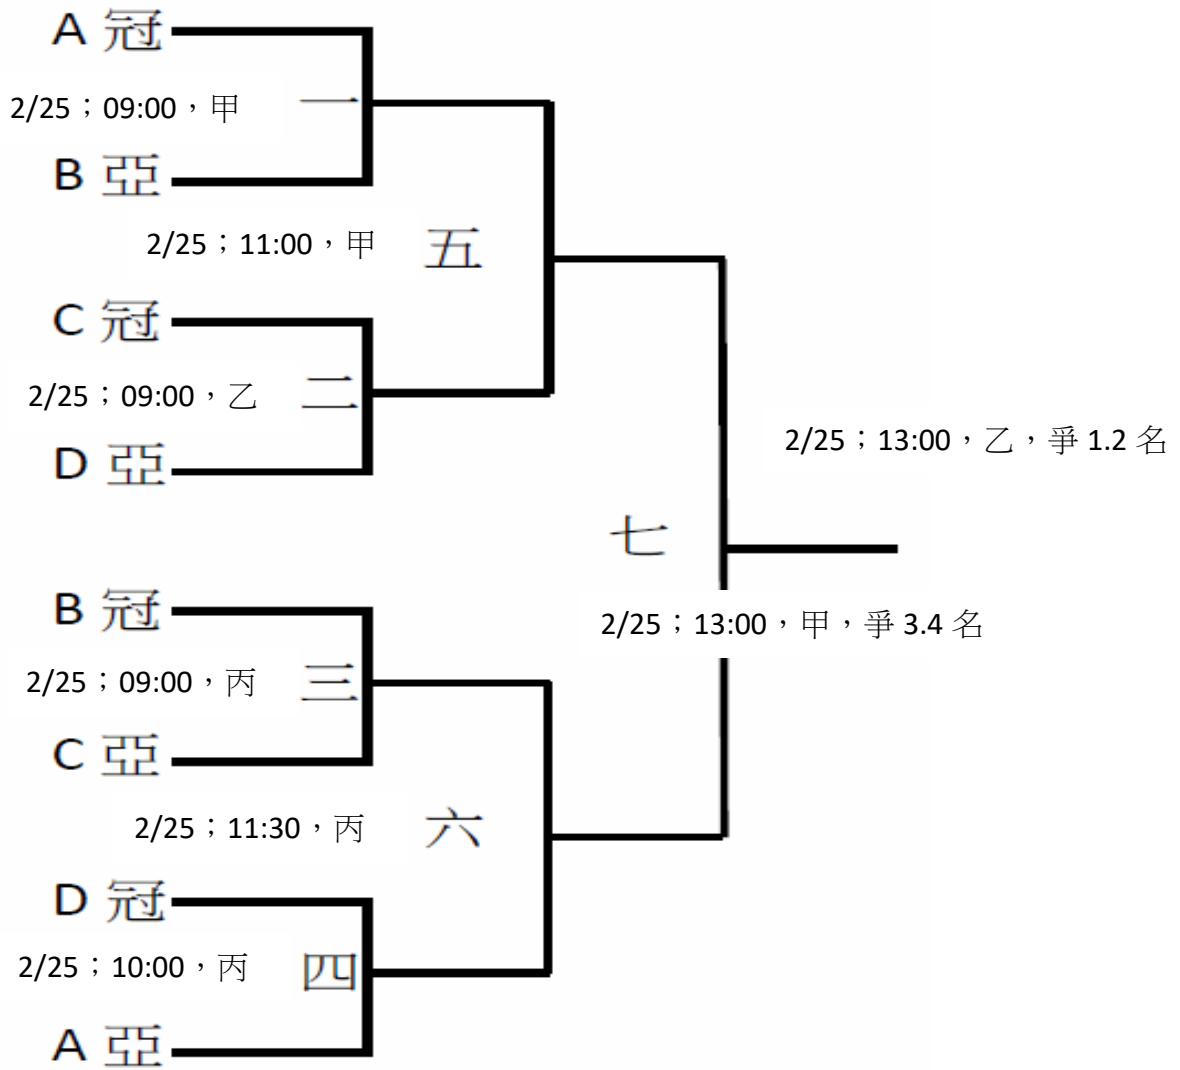 A 冠
2/25；09:00，甲
一
B 亞
2/25；11:00，甲
五
C 冠
2/25；09:00，乙
二
D 亞
2/25；13:00，乙，爭 1.2 名
七
B 冠
2/25；13:00，甲，爭 3.4 名
2/25；09:00，丙
三
C 亞
2/25；11:30，丙
六
D 冠
2/25；10:00，丙
四
A 亞